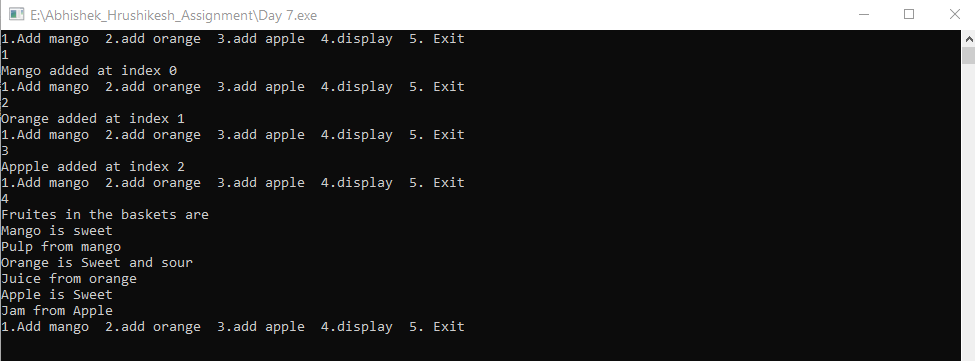 E:\Abhishek_Hrushikesh_Assignment\Day 7.exe
1.Add mango  2.add orange  3.add apple  4.display  5. Exit
1
Mango added at index 0
1.Add mango  2.add orange  3.add apple  4.display  5. Exit
2
Orange added at index 1
1.Add mango  2.add orange  3.add apple  4.display  5. Exit
3
Appple added at index 2
1.Add mango  2.add orange  3.add apple  4.display  5. Exit
4
Fruites in the baskets are
Mango is sweet
Pulp from mango
Orange is Sweet and sour
Juice from orange
Apple is Sweet
Jam from Apple
1.Add mango  2.add orange  3.add apple  4.display  5. Exit